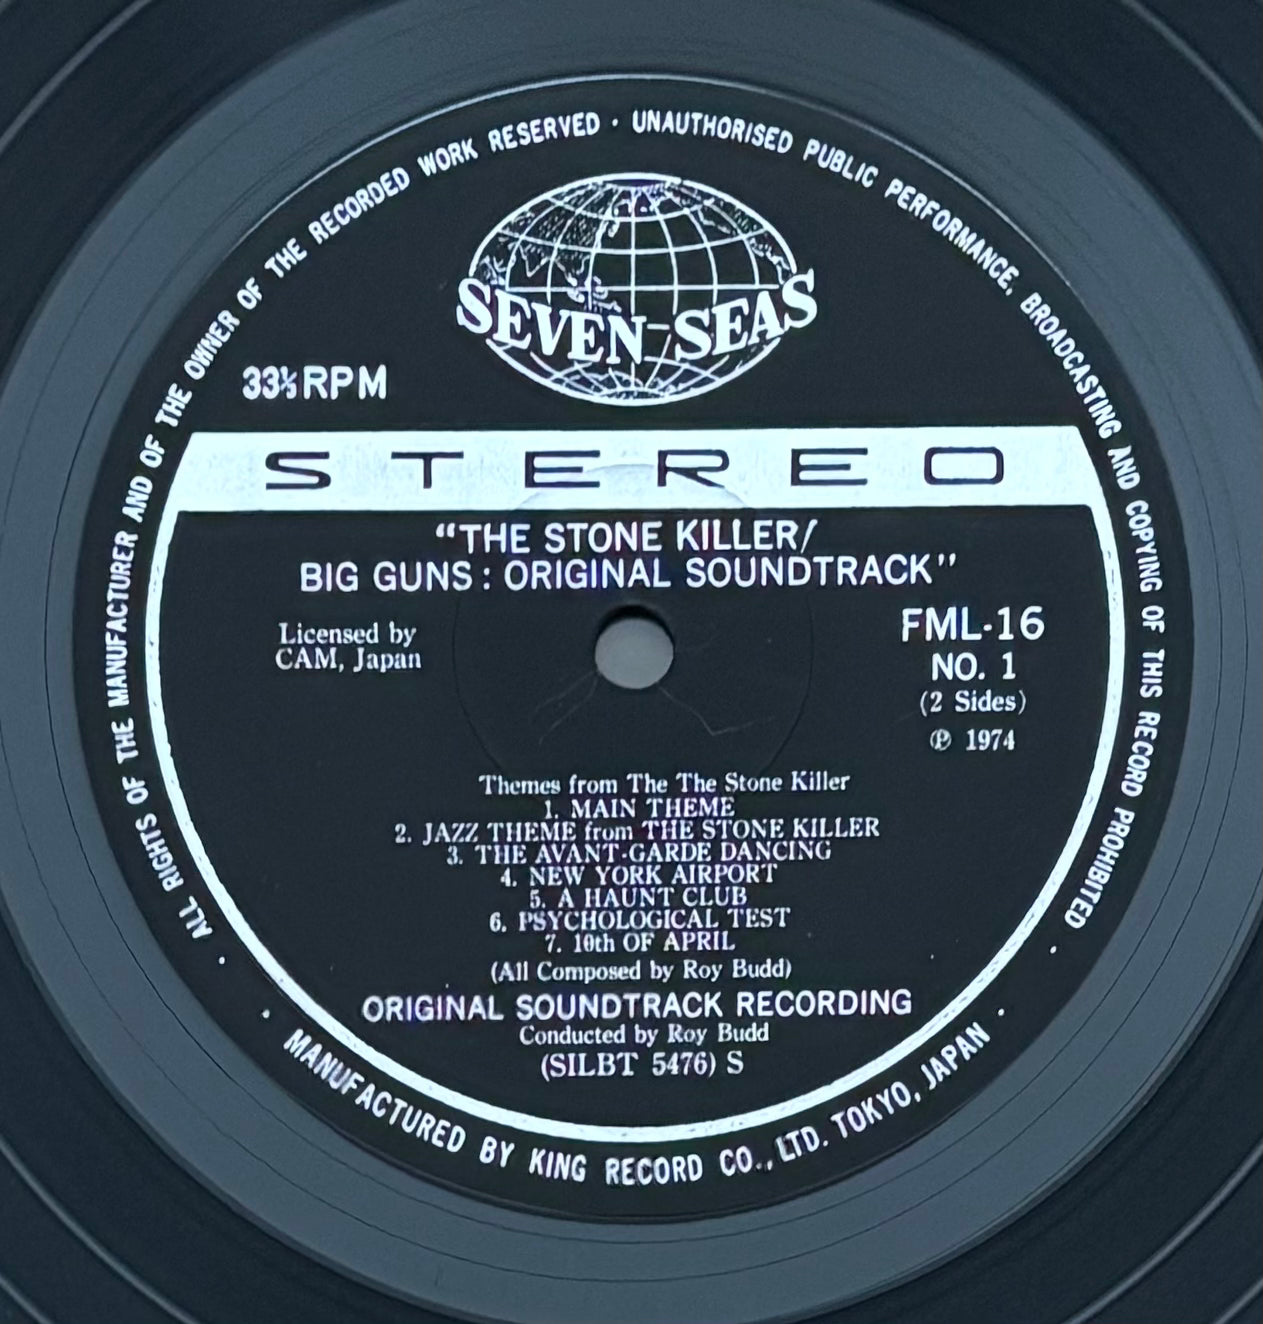 ALL RIGHTS OF THE MANUFACTURER AND OF THE OWNER OF THE RECORDED WORK RESERVED · UNAUTHORISED PUBLIC PERFORMANCE, BROADCASTING AND COPYING OF THIS RECORD PROHIBITED
SEVEN-SEAS
33⅓ RPM
STEREO
“THE STONE KILLER/
BIG GUNS : ORIGINAL SOUNDTRACK”
Licensed by
CAM, Japan
FML-16
NO. 1
(2 Sides)
Ⓟ 1974
Themes from The The Stone Killer
1. MAIN THEME
2. JAZZ THEME from THE STONE KILLER
3. THE AVANT-GARDE DANCING
4. NEW YORK AIRPORT
5. A HAUNT CLUB
6. PSYCHOLOGICAL TEST
7. 10th OF APRIL
(All Composed by Roy Budd)
ORIGINAL SOUNDTRACK RECORDING
Conducted by Roy Budd
(SILBT 5476) S
· MANUFACTURED BY KING RECORD CO., LTD. TOKYO, JAPAN ·